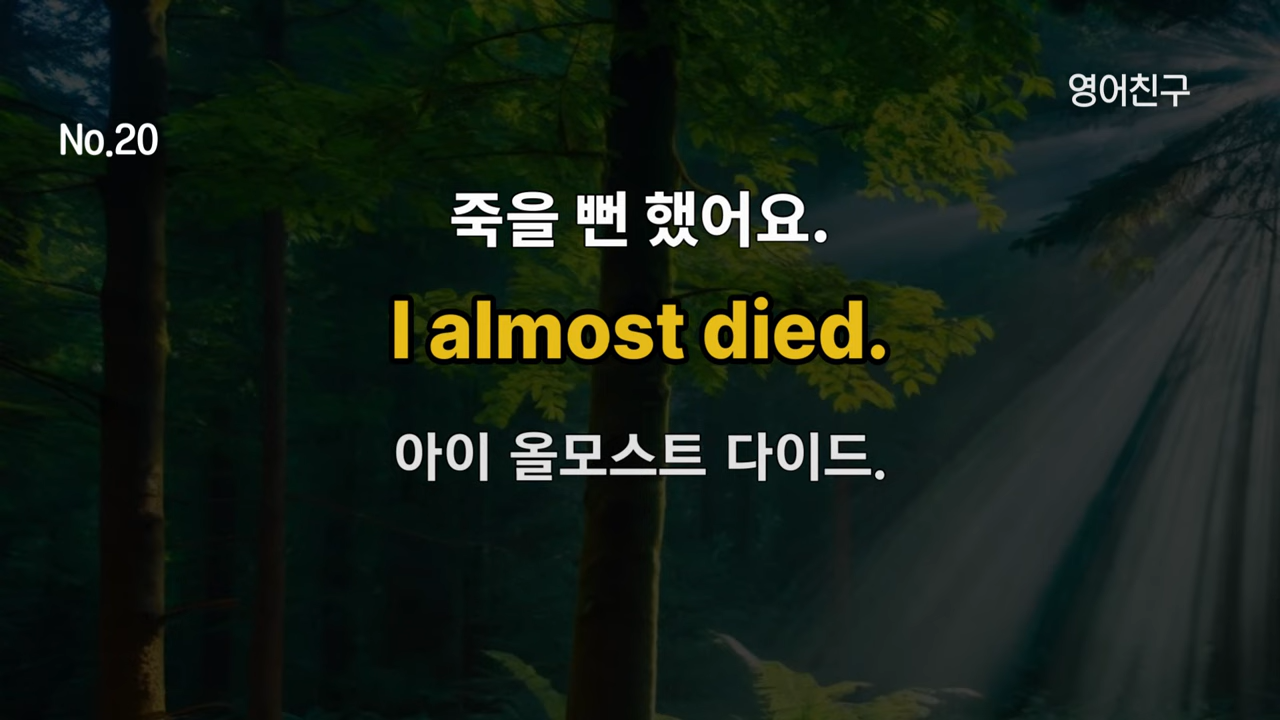 영어친구
No.20
죽을 뻔 했어요.
I almost died.
아이 올모스트 다이드.